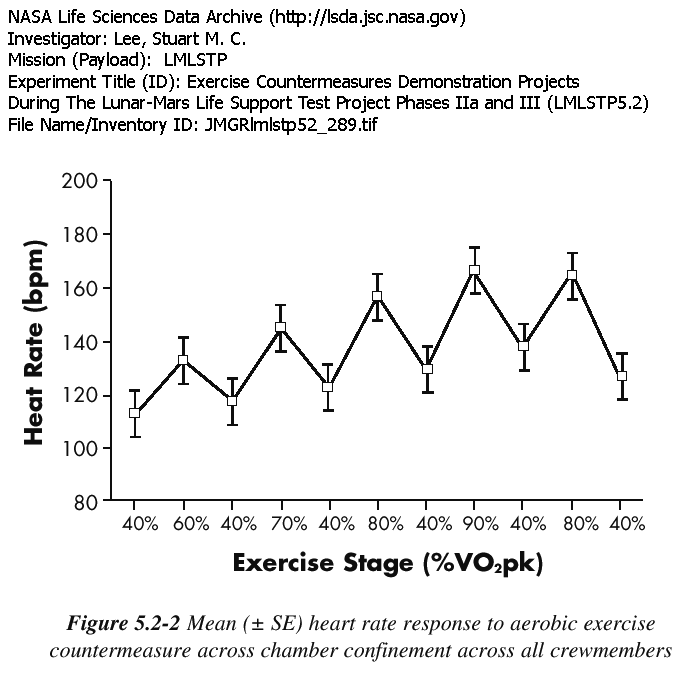 NASA Life Sciences Data Archive (http://lsda.jsc.nasa.gov)
Investigator: Lee, Stuart M. C.
Mission (Payload):  LMLSTP
Experiment Title (ID): Exercise Countermeasures Demonstration Projects
During The Lunar-Mars Life Support Test Project Phases IIa and III (LMLSTP5.2)
File Name/Inventory ID: JMGRlmlstp52_289.tif
200
180
160
140
120
100
80
Heat Rate (bpm)
40% 60% 40% 70% 40% 80% 40% 90% 40% 80% 40%
Exercise Stage (%VO₂pk)
Figure 5.2-2 Mean (± SE) heart rate response to aerobic exercise
countermeasure across chamber confinement across all crewmembers